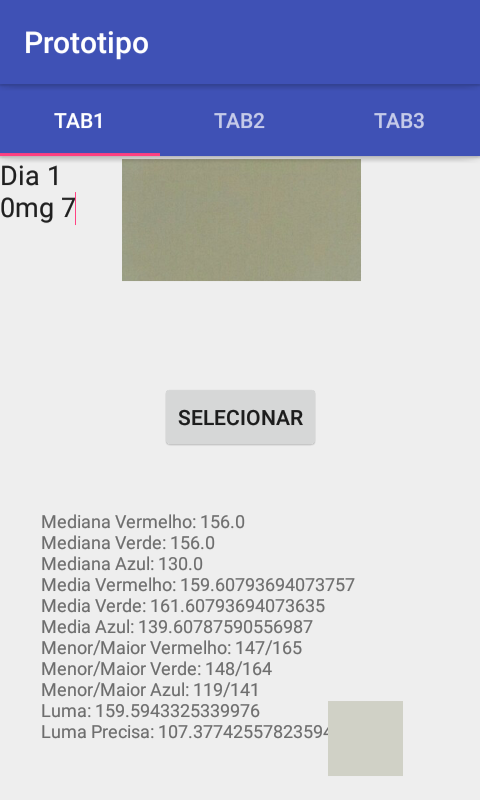 Prototipo
TAB1 TAB2 TAB3
Dia 1
0mg 7
SELECIONAR
Mediana Vermelho: 156.0
Mediana Verde: 156.0
Mediana Azul: 130.0
Media Vermelho: 159.60793694073757
Media Verde: 161.60793694073635
Media Azul: 139.60787590556987
Menor/Maior Vermelho: 147/165
Menor/Maior Verde: 148/164
Menor/Maior Azul: 119/141
Luma: 159.5943325339976
Luma Precisa: 107.37742557823594